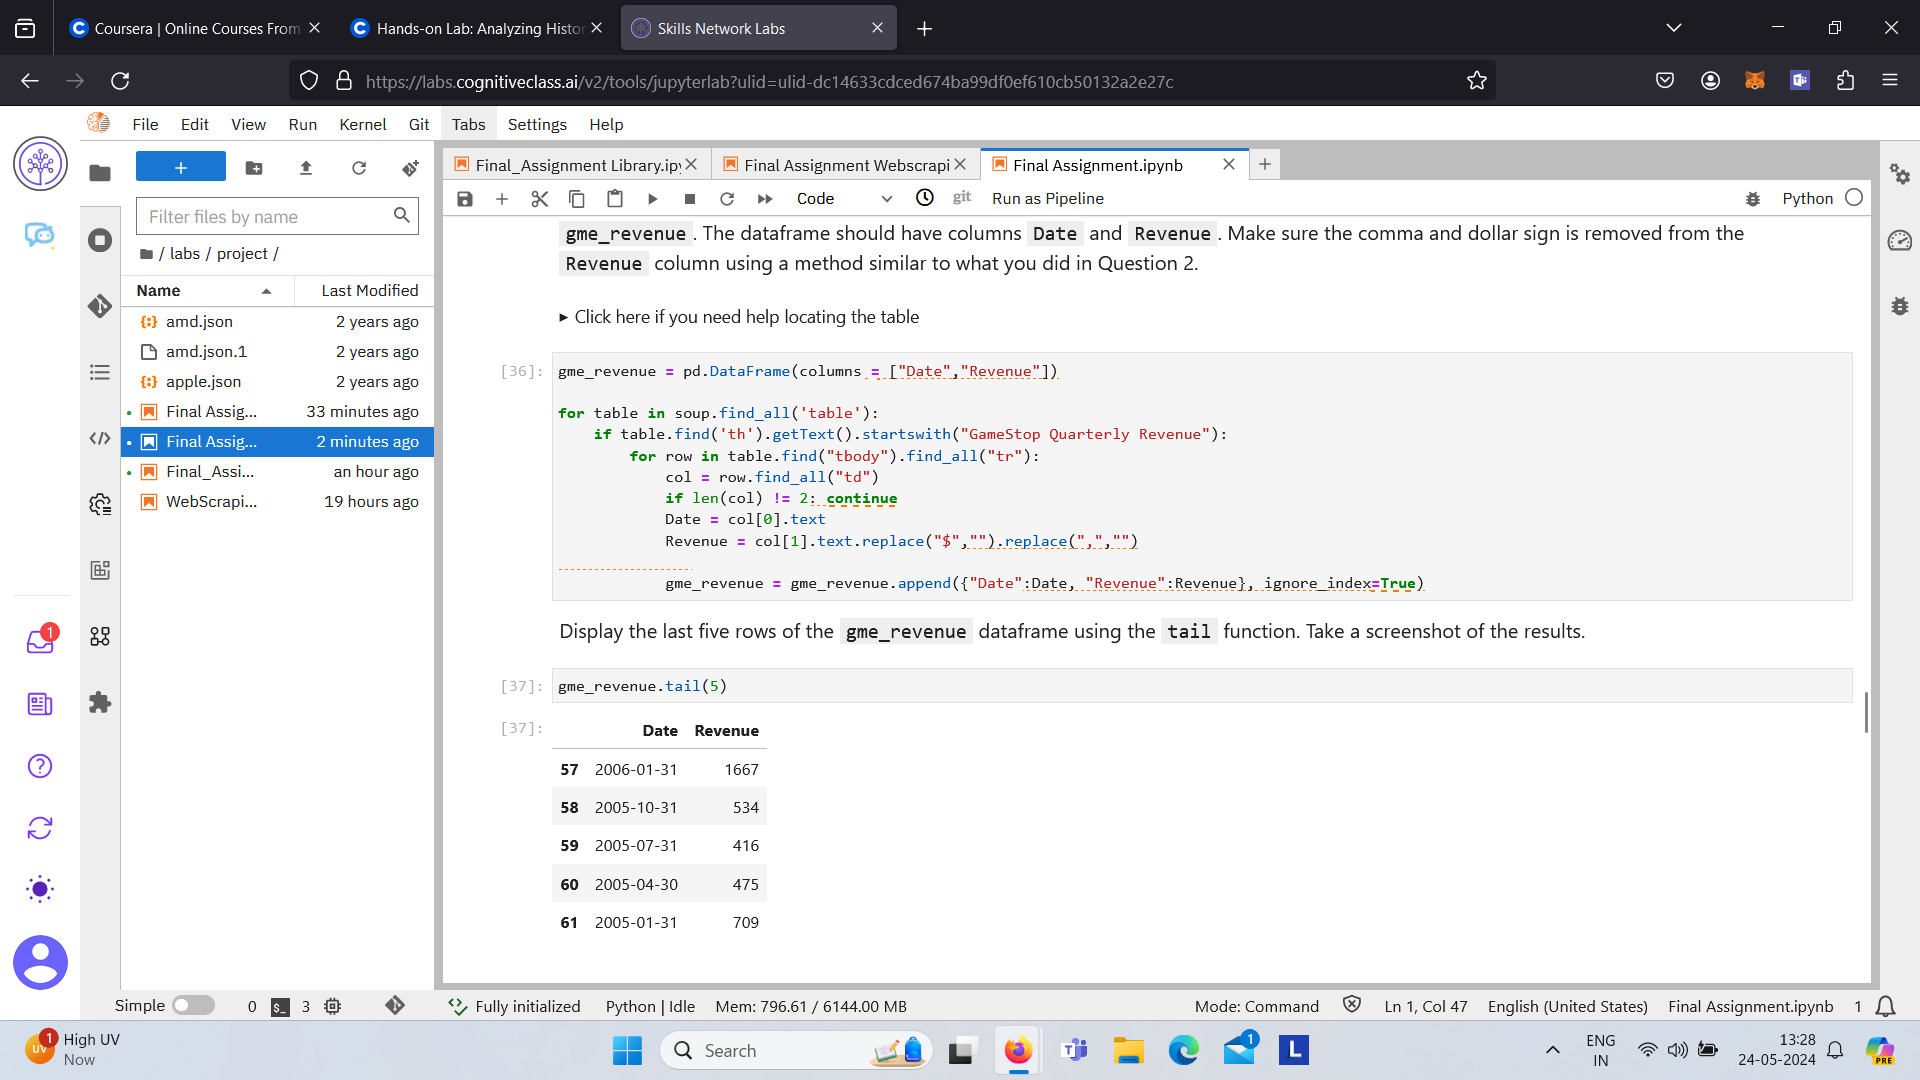 Coursera | Online Courses From
Hands-on Lab: Analyzing Histor
Skills Network Labs
https://labs.cognitiveclass.ai/v2/tools/jupyterlab?ulid=ulid-dc14633cdced674ba99df0ef610cb50132a2e27c
File Edit View Run Kernel Git Tabs Settings Help
Final_Assignment Library.ipy
Final Assignment Webscrapi
Final Assignment.ipynb
Code
git
Run as Pipeline
Python
Filter files by name
/ labs / project /
Name Last Modified
amd.json 2 years ago
amd.json.1 2 years ago
apple.json 2 years ago
Final Assig... 33 minutes ago
Final Assig... 2 minutes ago
Final_Assi... an hour ago
WebScrapi... 19 hours ago
gme_revenue. The dataframe should have columns Date and Revenue. Make sure the comma and dollar sign is removed from the
Revenue column using a method similar to what you did in Question 2.
Click here if you need help locating the table
[36]: gme_revenue = pd.DataFrame(columns = ["Date","Revenue"])
for table in soup.find_all('table'):
if table.find('th').getText().startswith("GameStop Quarterly Revenue"):
for row in table.find("tbody").find_all("tr"):
col = row.find_all("td")
if len(col) != 2: continue
Date = col[0].text
Revenue = col[1].text.replace("$","").replace(",","")
gme_revenue = gme_revenue.append({"Date":Date, "Revenue":Revenue}, ignore_index=True)
Display the last five rows of the gme_revenue dataframe using the tail function. Take a screenshot of the results.
[37]: gme_revenue.tail(5)
[37]: Date Revenue
57 2006-01-31 1667
58 2005-10-31 534
59 2005-07-31 416
60 2005-04-30 475
61 2005-01-31 709
1
Simple 0 $_ 3 Fully initialized Python | Idle Mem: 796.61 / 6144.00 MB Mode: Command Ln 1, Col 47 English (United States) Final Assignment.ipynb 1
1
UV
High UV
Now
Search
1
L
ENG
IN
13:28
24-05-2024
PRE